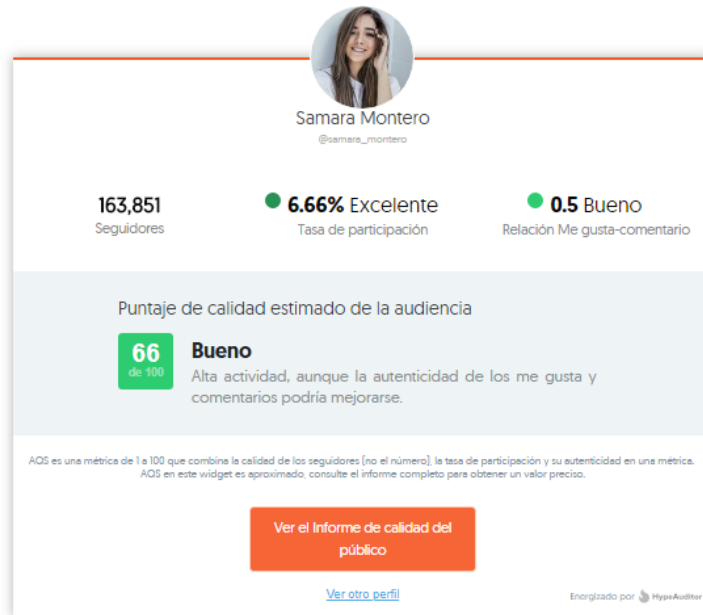 Samara Montero
@samara_montero
163,851
Seguidores
6.66% Excelente
Tasa de participación
0.5 Bueno
Relación Me gusta-comentario
Puntaje de calidad estimado de la audiencia
66
de 100
Bueno
Alta actividad, aunque la autenticidad de los me gusta y
comentarios podría mejorarse.
AQS es una métrica de 1 a 100 que combina la calidad de los seguidores (no el número), la tasa de participación y su autenticidad en una métrica.
AQS en este widget es aproximado, consulte el informe completo para obtener un valor preciso.
Ver el Informe de calidad del
público
Ver otro perfil
Energizado por HypeAuditor